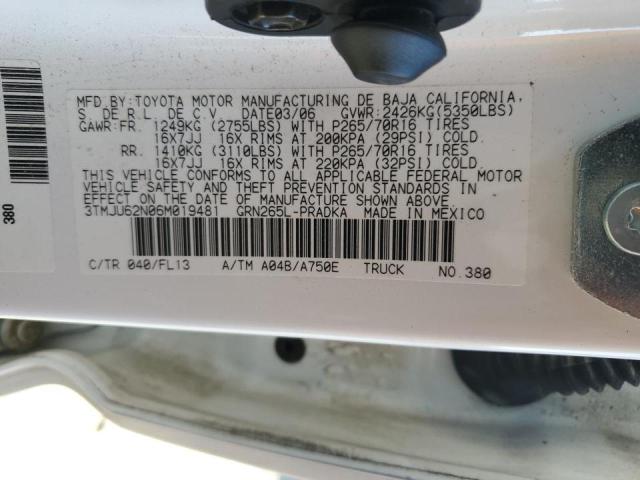 MFD.BY:TOYOTA MOTOR MANUFACTURING DE BAJA CALIFORNIA,
S. DE R.L. DE C.V. DATE03/06 GVWR:2426KG(5350LBS)
GAWR:FR. 1249KG (2755LBS) WITH P265/70R16 TIRES
16X7JJ 16X RIMS AT 200KPA (29PSI) COLD
RR. 1410KG (3110LBS) WITH P265/70R16 TIRES
16X7JJ 16X RIMS AT 220KPA (32PSI) COLD
THIS VEHICLE CONFORMS TO ALL APPLICABLE FEDERAL MOTOR
VEHICLE SAFETY AND THEFT PREVENTION STANDARDS IN
EFFECT ON THE DATE OF MANUFACTURE SHOWN ABOVE.
3TMJU62N06M019481 GRN265L-PRADKA MADE IN MEXICO
C/TR 040/FL13 A/TM A04B/A750E TRUCK NO.380
380